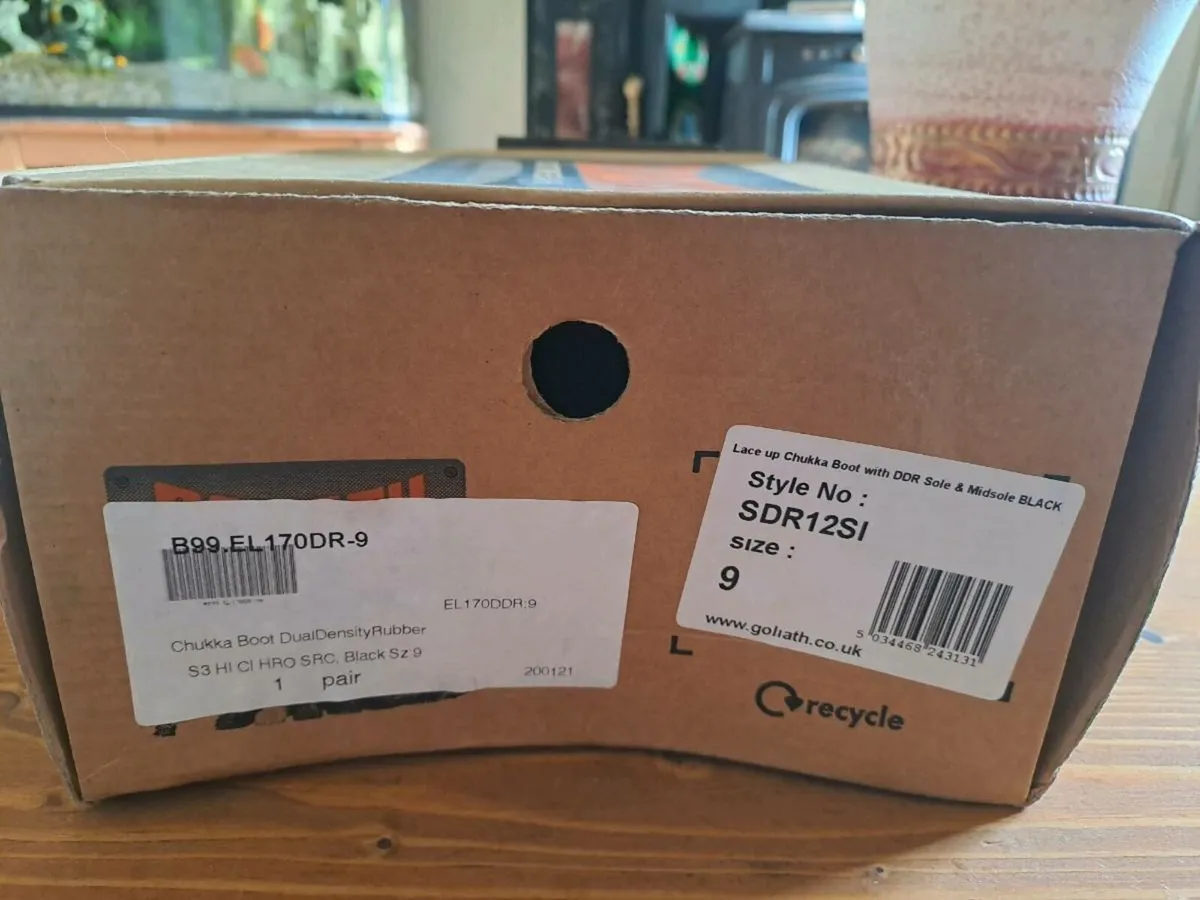 B99.EL170DR-9
EL170DDR:9
Chukka Boot DualDensityRubber
S3 HI CI HRO SRC, Black Sz 9
1 pair
200121
Lace up Chukka Boot with DDR Sole & Midsole BLACK
Style No :
SDR12SI
size :
9
www.goliath.co.uk
5 034468 243131
recycle